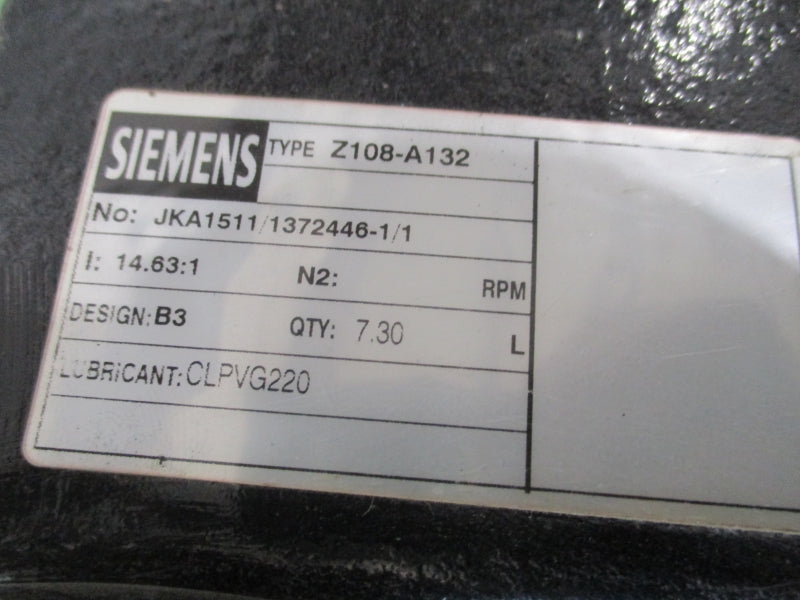 SIEMENS TYPE Z108-A132
No: JKA1511/1372446-1/1
I: 14.63:1 N2: RPM
DESIGN: B3 QTY: 7.30 L
LUBRICANT: CLPVG220